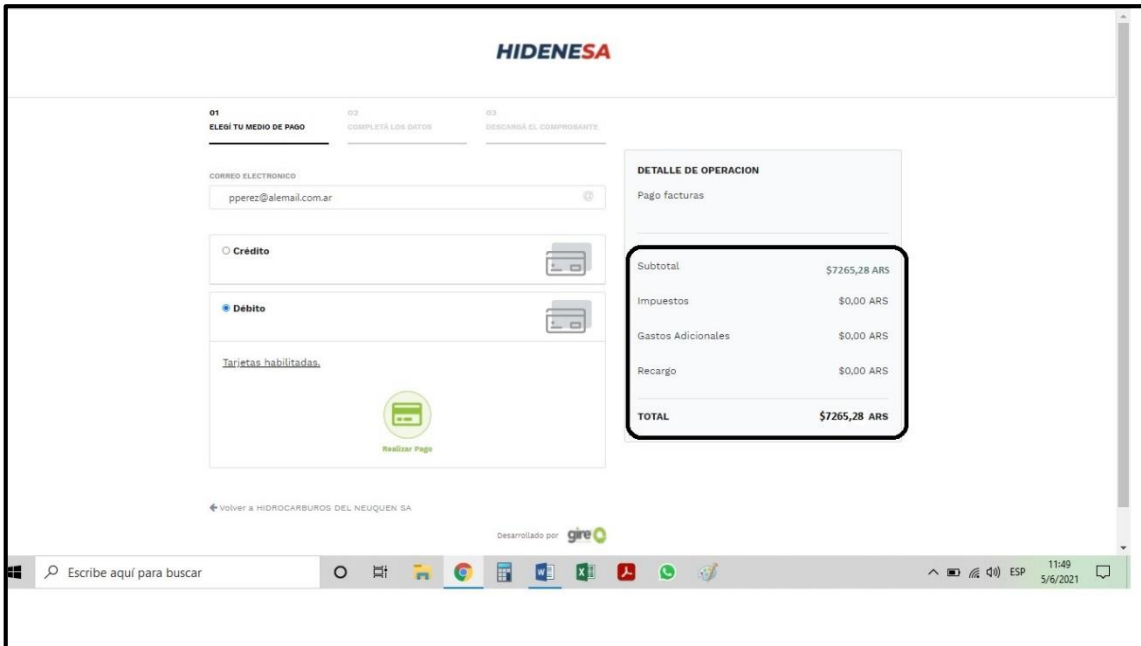 HIDENESA
01
ELEGÍ TU MEDIO DE PAGO
02
COMPLETÁ LOS DATOS
03
DESCARGÁ EL COMPROBANTE
CORREO ELECTRONICO
pperez@alemail.com.ar
Crédito
Débito
Tarjetas habilitadas.
Realizar Pago
DETALLE DE OPERACION
Pago facturas
Subtotal $7265,28 ARS
Impuestos $0,00 ARS
Gastos Adicionales $0,00 ARS
Recargo $0,00 ARS
TOTAL $7265,28 ARS
Volver a HIDROCARBUROS DEL NEUQUEN SA
Desarrollado por gire
Escribe aquí para buscar
ESP
11:49
5/6/2021